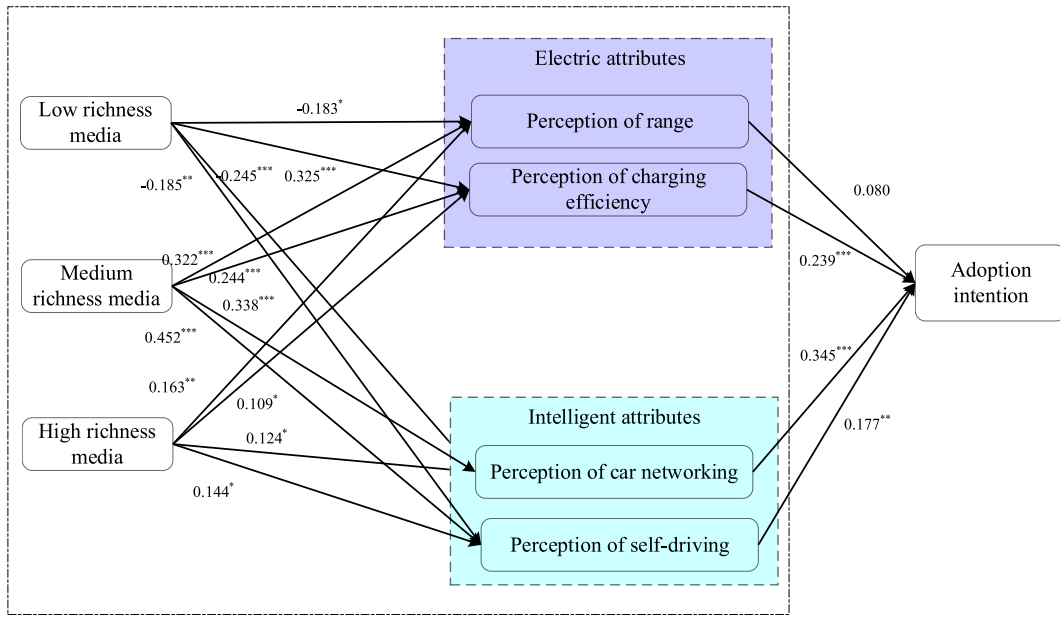 Electric attributes
Low richness
media
-0.183*
Perception of range
-0.185**
-0.245***
0.325***
Perception of charging
efficiency
0.080
Medium
richness media
0.322***
0.244***
0.338***
0.239***
Adoption
intention
0.452***
0.345***
0.163**
0.109*
High richness
media
0.124*
Intelligent attributes
0.177**
Perception of car networking
0.144*
Perception of self-driving